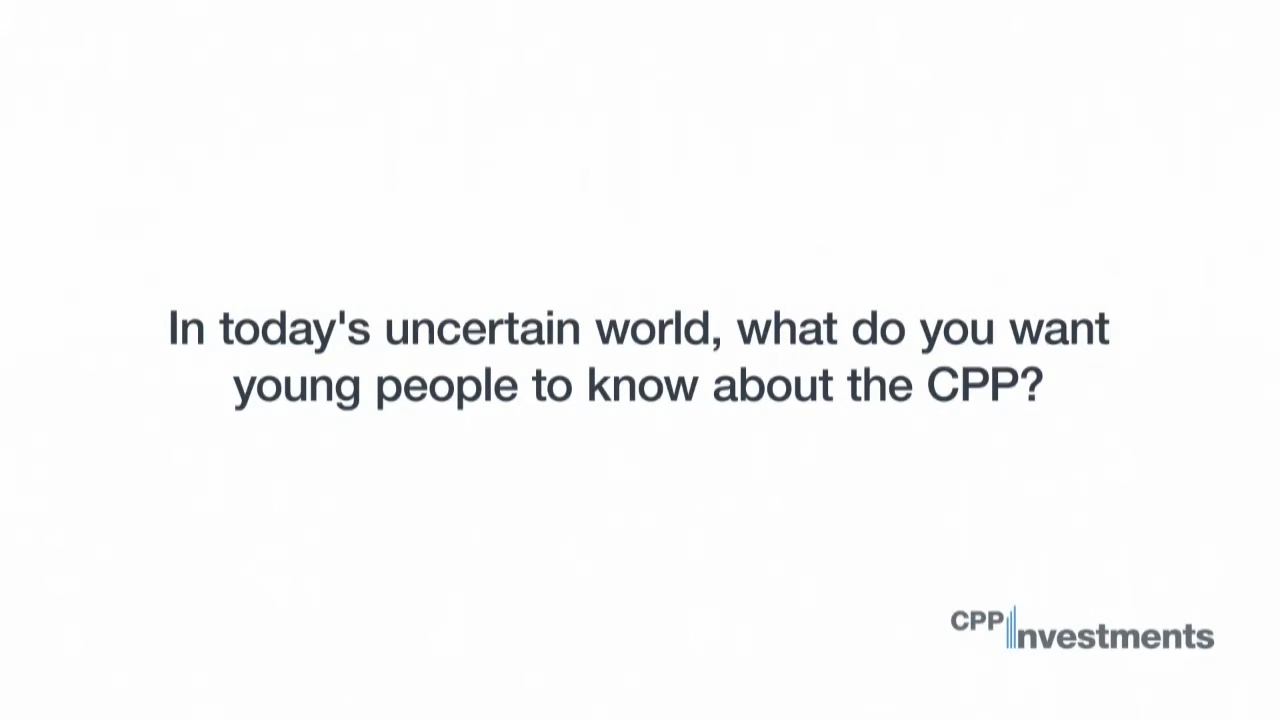 In today's uncertain world, what do you want
young people to know about the CPP?
CPP Investments